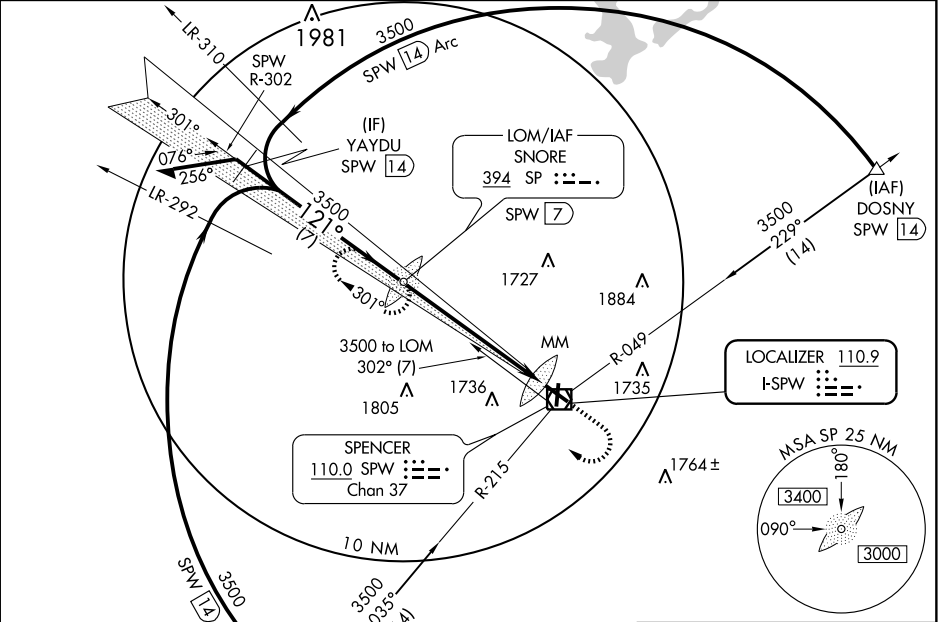 1981
3500
SPW 14 Arc
LR-310
SPW
R-302
301°
(IF)
YAYDU
SPW 14
LOM/IAF
SNORE
394 SP
SPW 7
076°
256°
LR-292
3500
121°
(7)
(IAF)
DOSNY
SPW 14
3500
229°
(14)
1727
1884
301°
3500 to LOM
302° (7)
MM
R-049
LOCALIZER 110.9
I-SPW
1805
1736
1735
SPENCER
110.0 SPW
Chan 37
R-215
1764 ±
MSA SP 25 NM
180°
3400
090°
3000
10 NM
SPW 14
3500
3500
035°